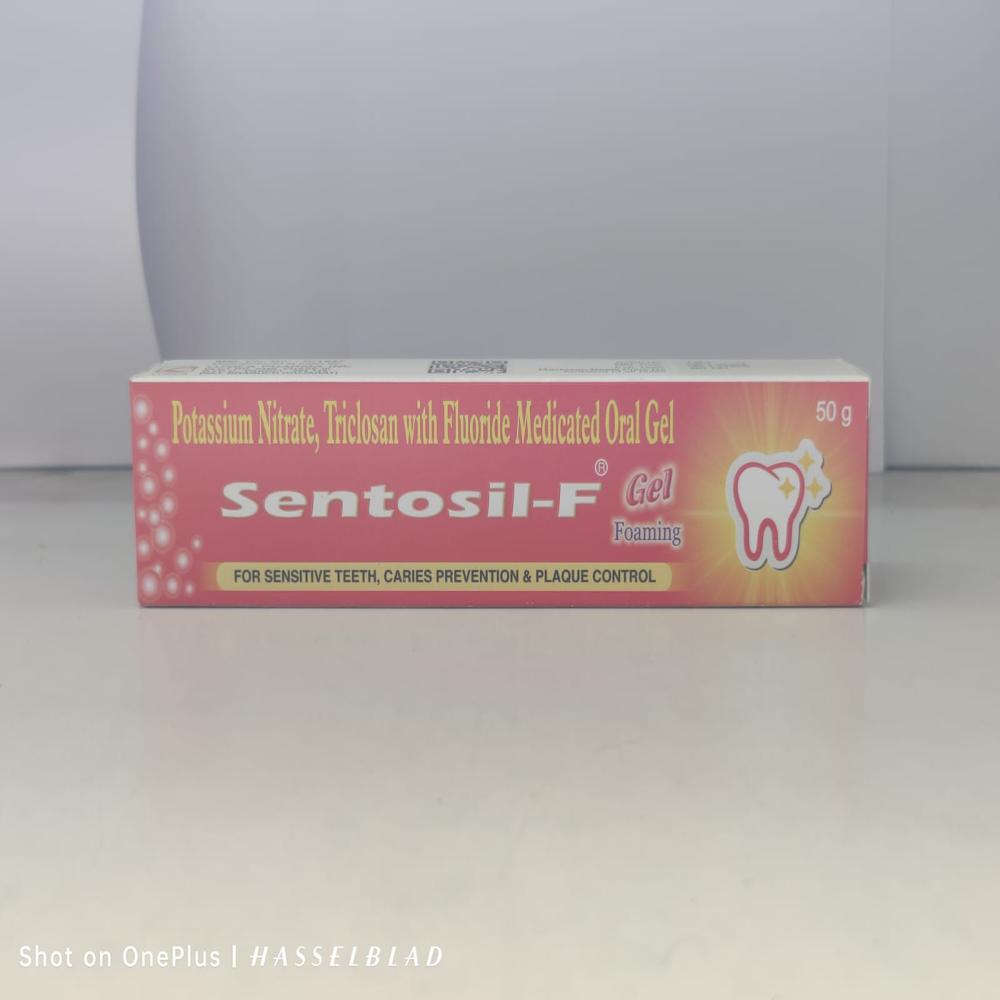 Potassium Nitrate, Triclosan with Fluoride Medicated Oral Gel
50 g
Sentosil-F®
Gel
Foaming
FOR SENSITIVE TEETH, CARIES PREVENTION & PLAQUE CONTROL
Shot on OnePlus | HASSELBLAD